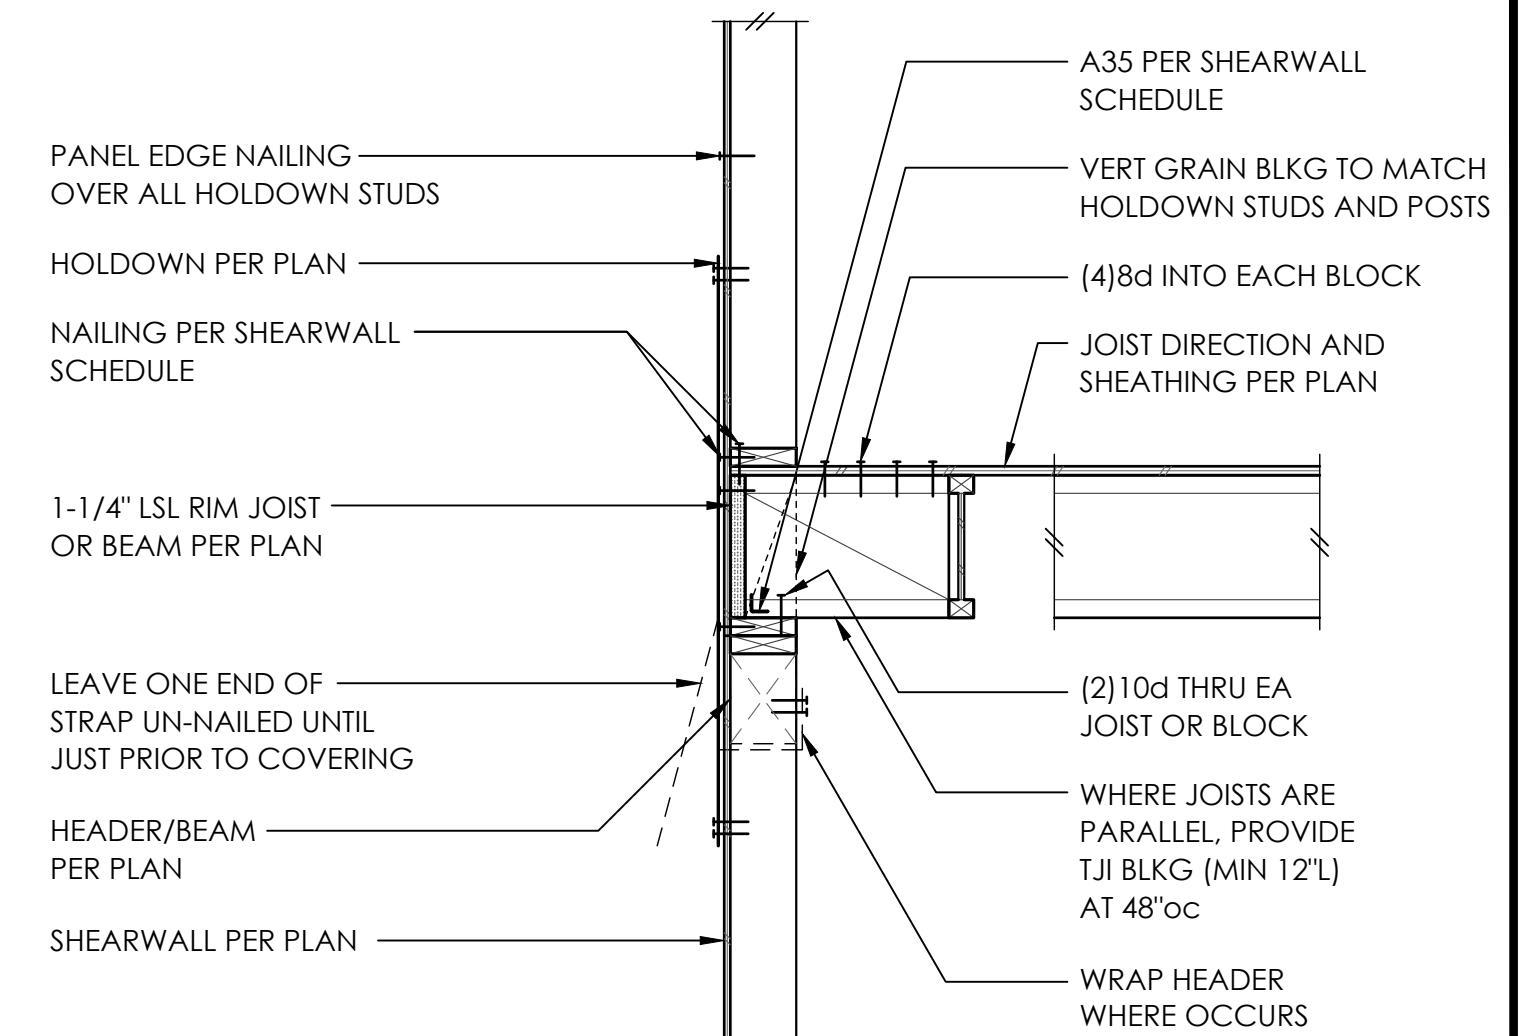 PANEL EDGE NAILING
OVER ALL HOLDOWN STUDS
HOLDOWN PER PLAN
NAILING PER SHEARWALL
SCHEDULE
1-1/4" LSL RIM JOIST
OR BEAM PER PLAN
LEAVE ONE END OF
STRAP UN-NAILED UNTIL
JUST PRIOR TO COVERING
HEADER/BEAM
PER PLAN
SHEARWALL PER PLAN
A35 PER SHEARWALL
SCHEDULE
VERT GRAIN BLKG TO MATCH
HOLDOWN STUDS AND POSTS
(4)8d INTO EACH BLOCK
JOIST DIRECTION AND
SHEATHING PER PLAN
(2)10d THRU EA
JOIST OR BLOCK
WHERE JOISTS ARE
PARALLEL, PROVIDE
TJI BLKG (MIN 12"L)
AT 48"oc
WRAP HEADER
WHERE OCCURS